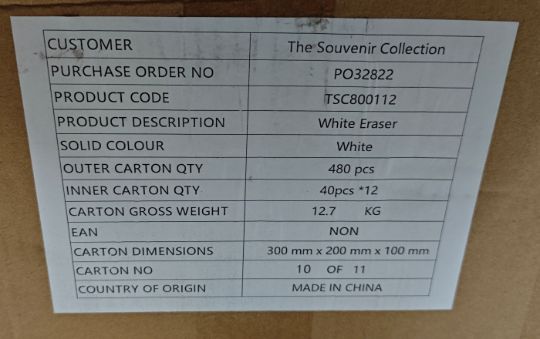 CUSTOMER The Souvenir Collection
PURCHASE ORDER NO PO32822
PRODUCT CODE TSC800112
PRODUCT DESCRIPTION White Eraser
SOLID COLOUR White
OUTER CARTON QTY 480 pcs
INNER CARTON QTY 40pcs *12
CARTON GROSS WEIGHT 12.7 KG
EAN NON
CARTON DIMENSIONS 300 mm x 200 mm x 100 mm
CARTON NO 10 OF 11
COUNTRY OF ORIGIN MADE IN CHINA